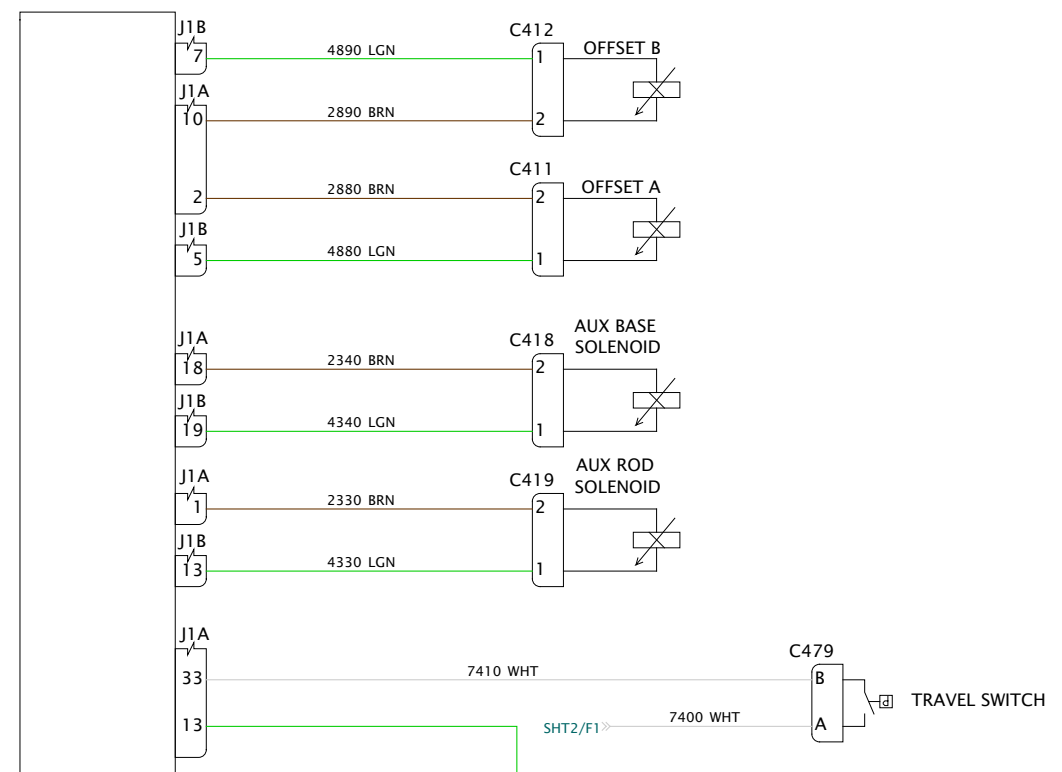 J1B
C412
OFFSET B
7
4890 LGN
1
J1A
10
2890 BRN
2
C411
OFFSET A
2
2880 BRN
2
J1B
5
4880 LGN
1
J1A
C418
AUX BASE
SOLENOID
18
2340 BRN
2
J1B
19
4340 LGN
1
J1A
C419
AUX ROD
SOLENOID
1
2330 BRN
2
J1B
13
4330 LGN
1
J1A
C479
33
7410 WHT
B
TRAVEL SWITCH
P
13
SHT2/F1
7400 WHT
A